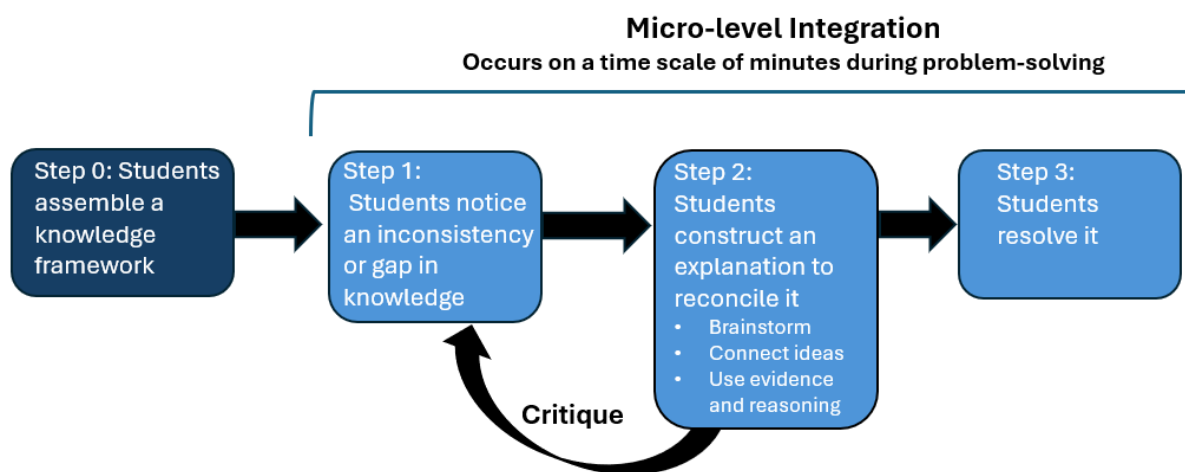 Micro-level Integration
Occurs on a time scale of minutes during problem-solving
Step 0: Students
assemble a
knowledge
framework
Step 1:
Students notice
an inconsistency
or gap in
knowledge
Step 2:
Students
construct an
explanation to
reconcile it
• Brainstorm
• Connect ideas
• Use evidence
and reasoning
Step 3:
Students
resolve it
Critique